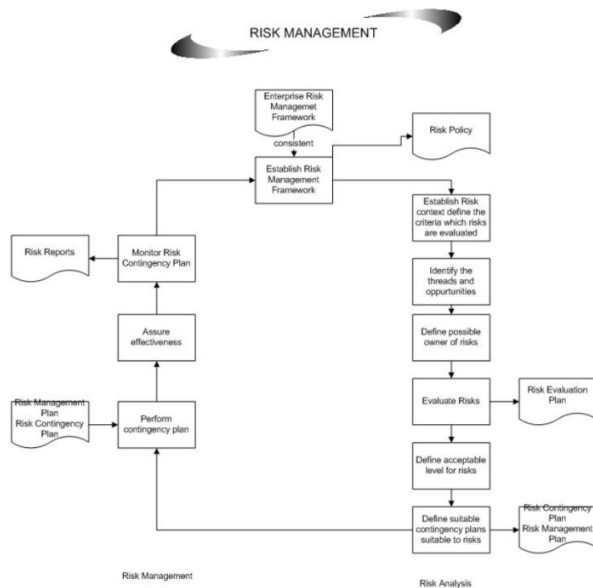 RISK MANAGEMENT
Enterprise Risk
Managemet
Framework
consistent
Risk Policy
Establish Risk
Management
Framework
Establish Risk
context define the
criteria which risks
are evaluated
Risk Reports
Monitor Risk
Contingency Plan
Identify the
threads and
oppurtunities
Assure
effectiveness
Define possible
owner of risks
Risk Management
Plan
Risk Contingency
Plan
Perform
contingency plan
Evaluate Risks
Risk Evaluation
Plan
Define acceptable
level for risks
Define suitable
contingency plans
suitable to risks
Risk Contingency
Plan
Risk Management
Plan
Risk Management
Risk Analysis